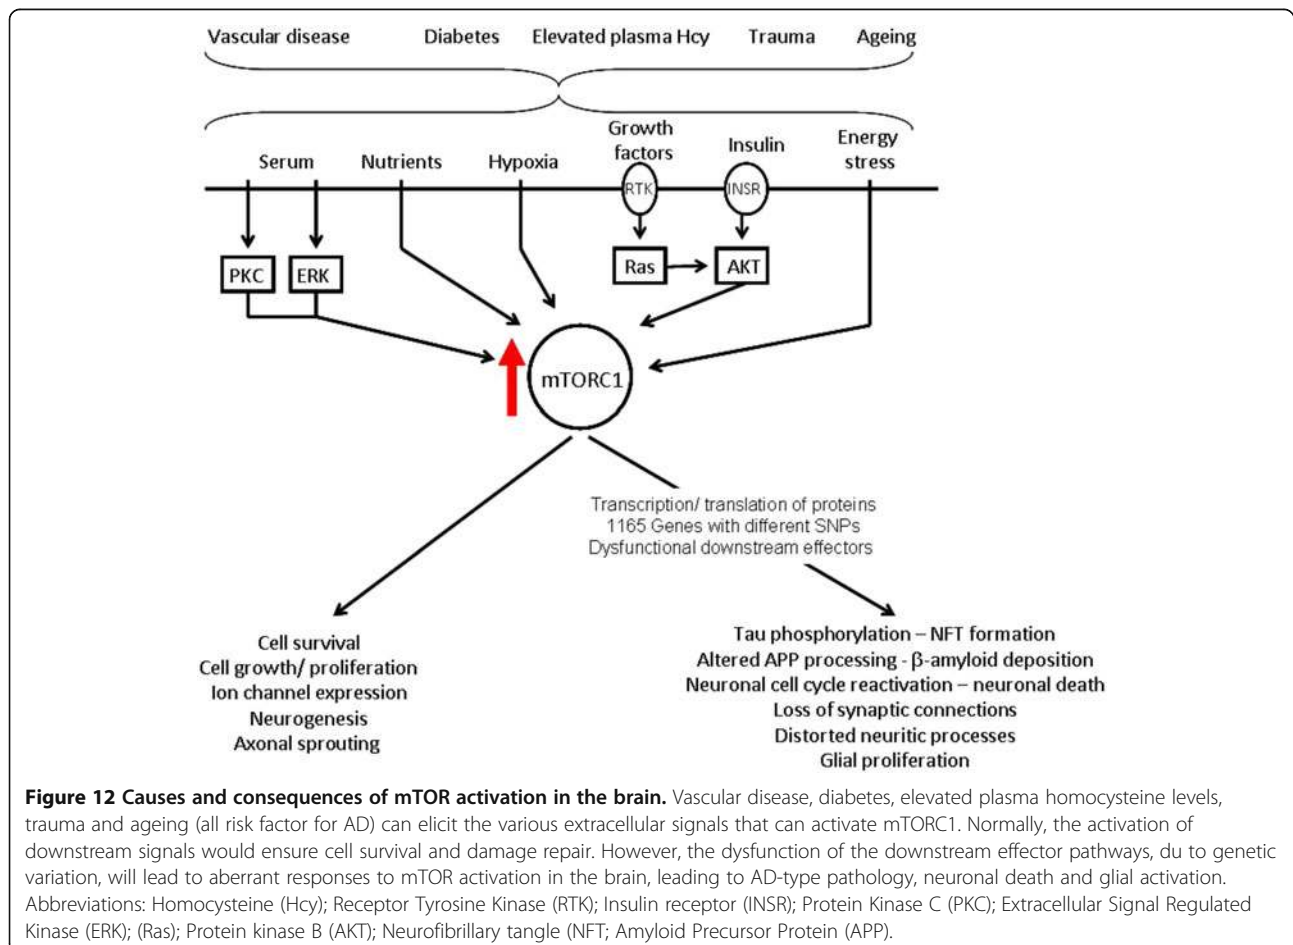 Vascular disease Diabetes Elevated plasma Hcy Trauma Ageing
Serum Nutrients Hypoxia Growth factors Insulin Energy stress
RTK INSR
PKC ERK Ras AKT
mTORC1
Transcription/ translation of proteins
1165 Genes with different SNPs
Dysfunctional downstream effectors
Cell survival
Cell growth/ proliferation
Ion channel expression
Neurogenesis
Axonal sprouting
Tau phosphorylation – NFT formation
Altered APP processing - β-amyloid deposition
Neuronal cell cycle reactivation – neuronal death
Loss of synaptic connections
Distorted neuritic processes
Glial proliferation
Figure 12 Causes and consequences of mTOR activation in the brain. Vascular disease, diabetes, elevated plasma homocysteine levels,
trauma and ageing (all risk factor for AD) can elicit the various extracellular signals that can activate mTORC1. Normally, the activation of
downstream signals would ensure cell survival and damage repair. However, the dysfunction of the downstream effector pathways, du to genetic
variation, will lead to aberrant responses to mTOR activation in the brain, leading to AD-type pathology, neuronal death and glial activation.
Abbreviations: Homocysteine (Hcy); Receptor Tyrosine Kinase (RTK); Insulin receptor (INSR); Protein Kinase C (PKC); Extracellular Signal Regulated
Kinase (ERK); (Ras); Protein kinase B (AKT); Neurofibrillary tangle (NFT; Amyloid Precursor Protein (APP).